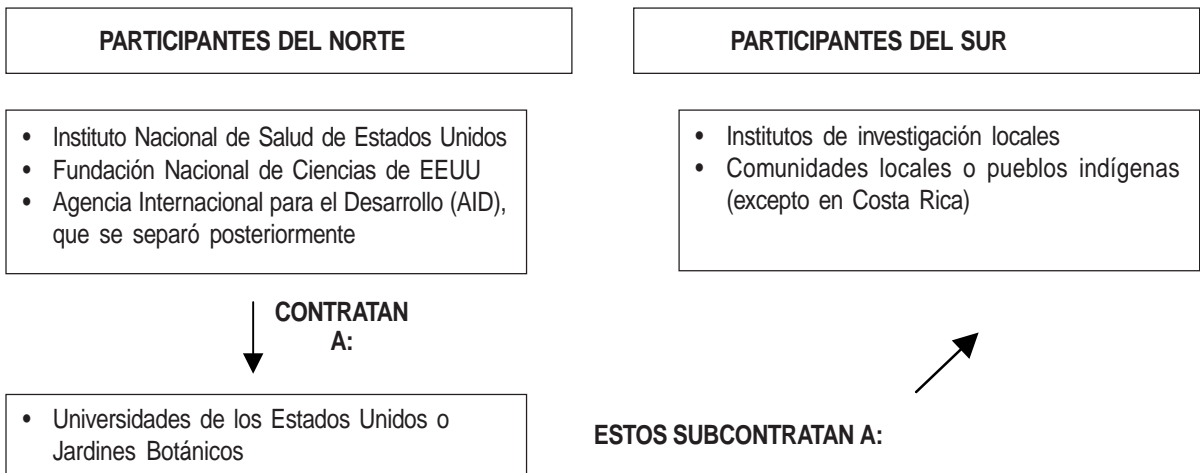 PARTICIPANTES DEL NORTE
• Instituto Nacional de Salud de Estados Unidos
• Fundación Nacional de Ciencias de EEUU
• Agencia Internacional para el Desarrollo (AID),
que se separó posteriormente
CONTRATAN
A:
• Universidades de los Estados Unidos o
Jardines Botánicos
ESTOS SUBCONTRATAN A:
PARTICIPANTES DEL SUR
• Institutos de investigación locales
• Comunidades locales o pueblos indígenas
(excepto en Costa Rica)